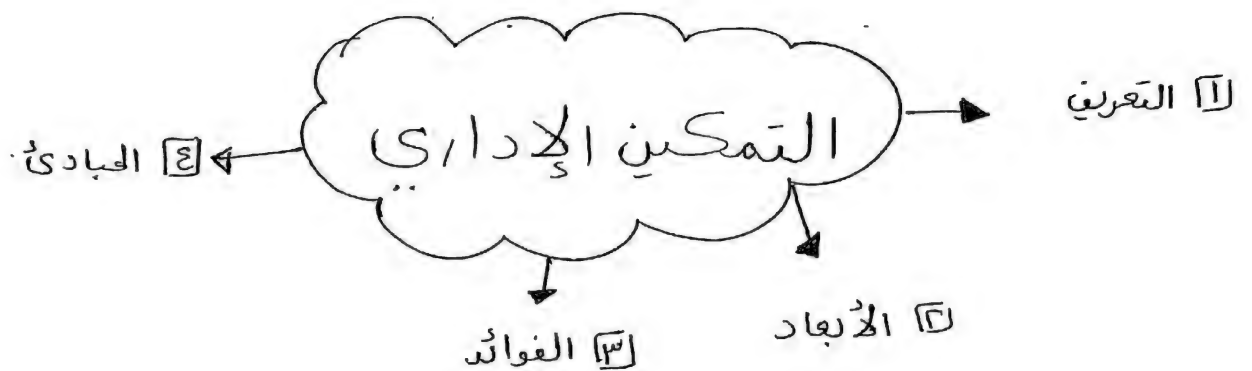 التمكين الإداري
١ التعريف
٢ الأبعاد
٣ الفوائد
٤ المبادئ